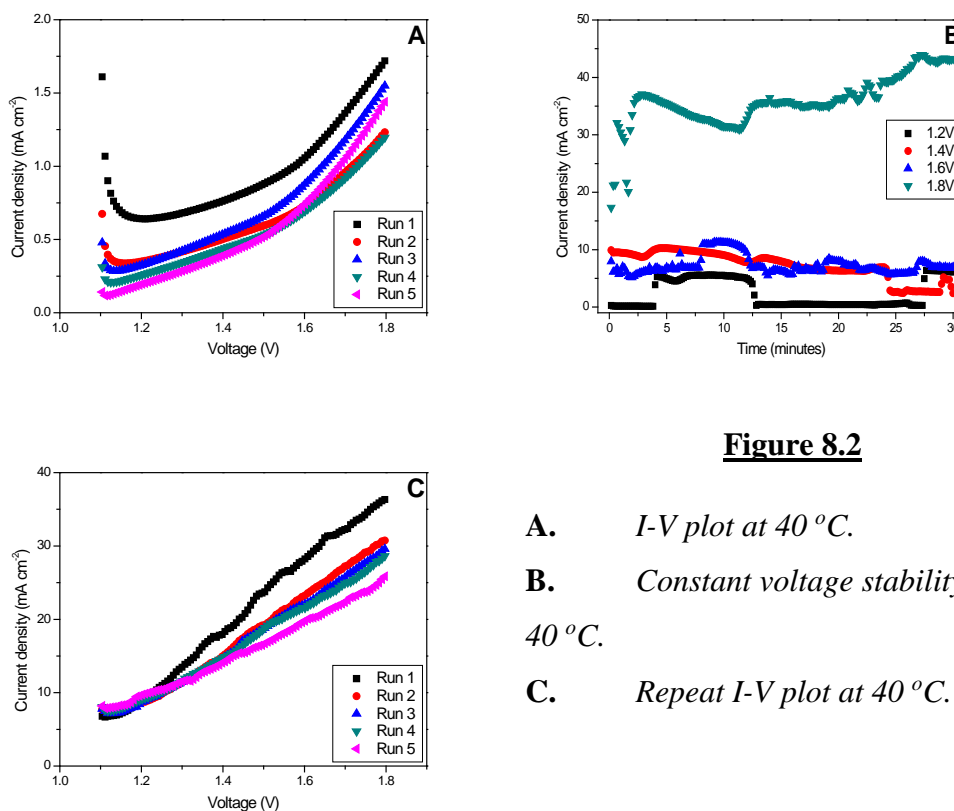 A
2.0
1.5
1.0
0.5
0.0
Current density (mA cm-2)
1.0 1.2 1.4 1.6 1.8
Voltage (V)
Run 1
Run 2
Run 3
Run 4
Run 5
50
40
30
20
10
0
Current density (mA cm-2)
0 5 10 15 20 25 30
Time (minutes)
1.2V
1.4V
1.6V
1.8V
C
40
30
20
10
0
Current density (mA cm-2)
1.0 1.2 1.4 1.6 1.8
Voltage (V)
Run 1
Run 2
Run 3
Run 4
Run 5
Figure 8.2
A. I-V plot at 40 °C.
B. Constant voltage stability
40 °C.
C. Repeat I-V plot at 40 °C.